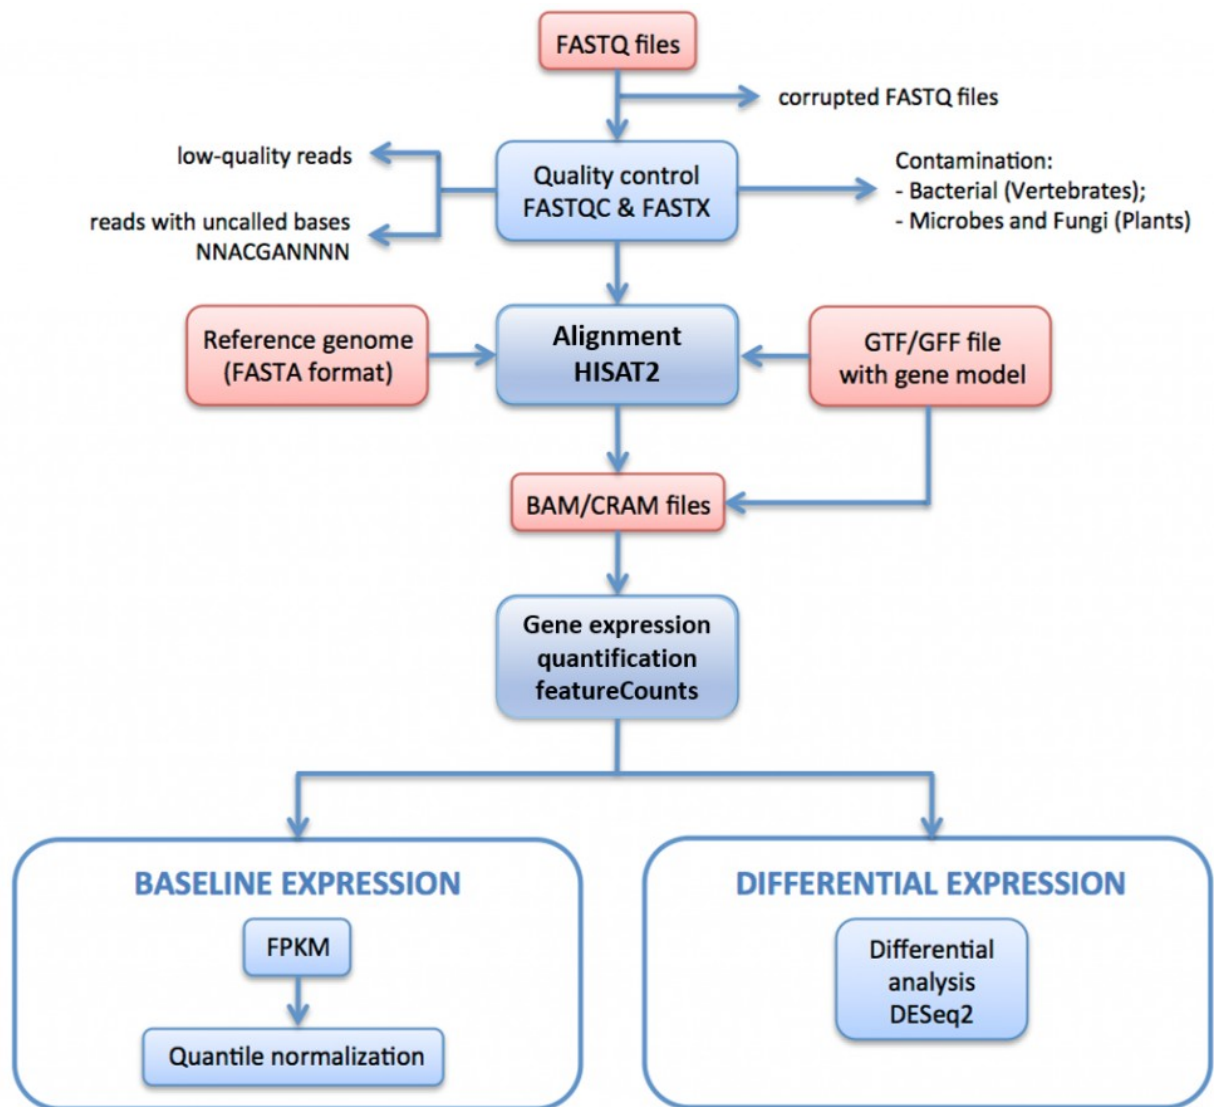 FASTQ files
corrupted FASTQ files
low-quality reads
reads with uncalled bases
NNACGANNNN
Quality control
FASTQC & FASTX
Contamination:
- Bacterial (Vertebrates);
- Microbes and Fungi (Plants)
Reference genome
(FASTA format)
Alignment
HISAT2
GTF/GFF file
with gene model
BAM/CRAM files
Gene expression
quantification
featureCounts
BASELINE EXPRESSION
FPKM
Quantile normalization
DIFFERENTIAL EXPRESSION
Differential
analysis
DESeq2